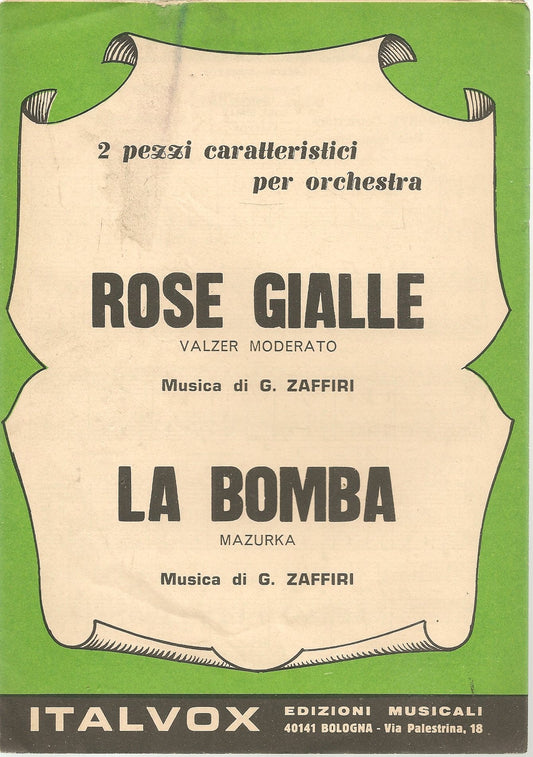 2 pezzi caratteristici
per orchestra
ROSE GIALLE
VALZER MODERATO
Musica di G. ZAFFIRI
LA BOMBA
MAZURKA
Musica di G. ZAFFIRI
ITALVOX EDIZIONI MUSICALI
40141 BOLOGNA - Via Palestrina, 18